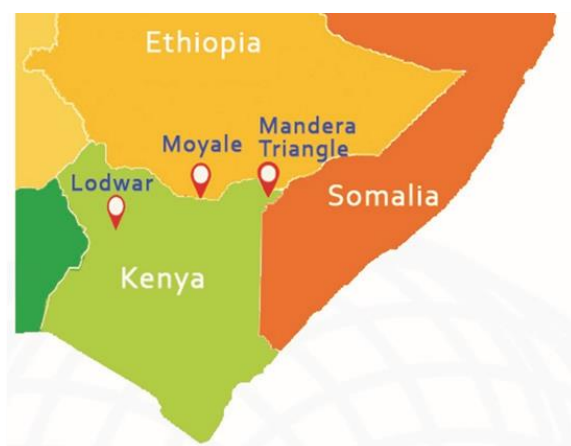 Ethiopia
Mandera
Triangle
Moyale
Lodwar
Somalia
Kenya